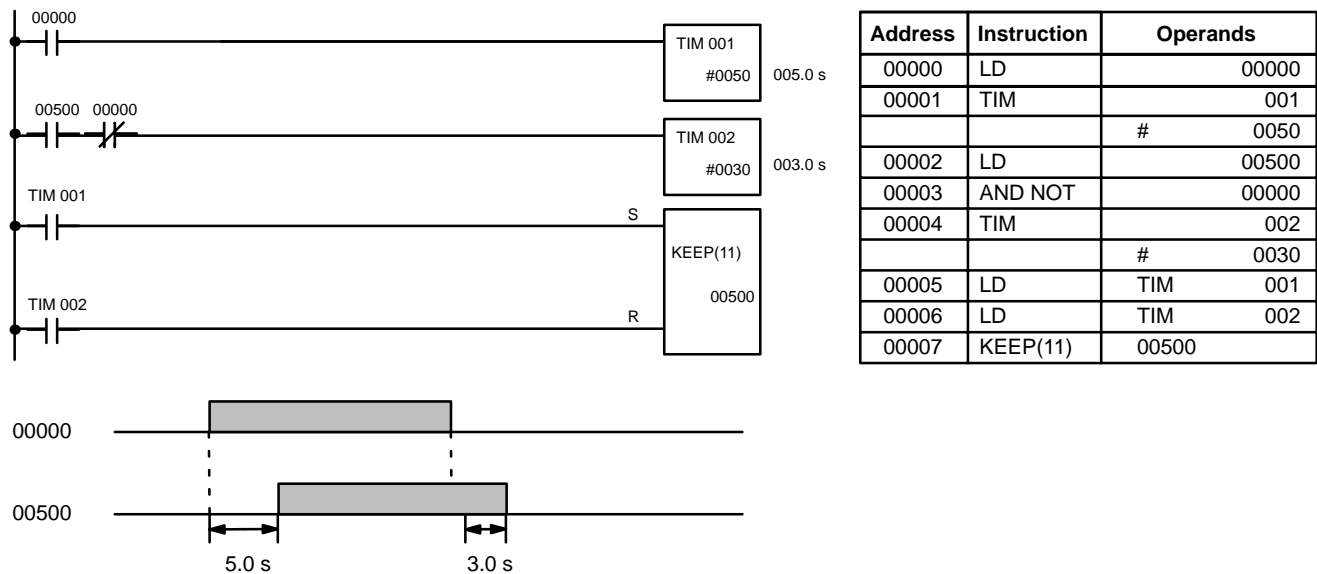 00000
TIM 001
#0050 005.0 s
00500 00000
TIM 002
#0030 003.0 s
TIM 001
S
KEEP(11)
00500
TIM 002
R
Address Instruction Operands
00000 LD 00000
00001 TIM 001
# 0050
00002 LD 00500
00003 AND NOT 00000
00004 TIM 002
# 0030
00005 LD TIM 001
00006 LD TIM 002
00007 KEEP(11) 00500
00000
00500
5.0 s 3.0 s